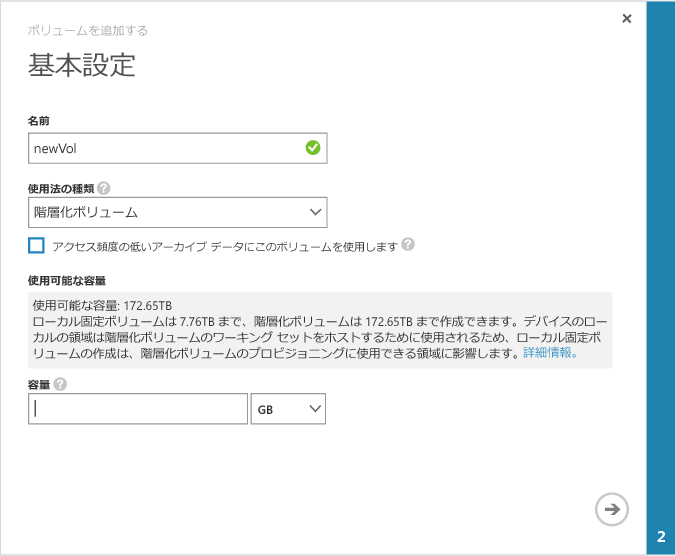 ボリュームを追加する
基本設定
名前
newVol
使用法の種類 ?
階層化ボリューム
アクセス頻度の低いアーカイブ データにこのボリュームを使用します ?
使用可能な容量
使用可能な容量: 172.65TB
ローカル固定ボリュームは 7.76TB まで、階層化ボリュームは 172.65TB まで作成できます。デバイスのロー
カルの領域は階層化ボリュームのワーキング セットをホストするために使用されるため、ローカル固定ボ
リュームの作成は、階層化ボリュームのプロビジョニングに使用できる領域に影響します。詳細情報。
容量 ?
GB
2